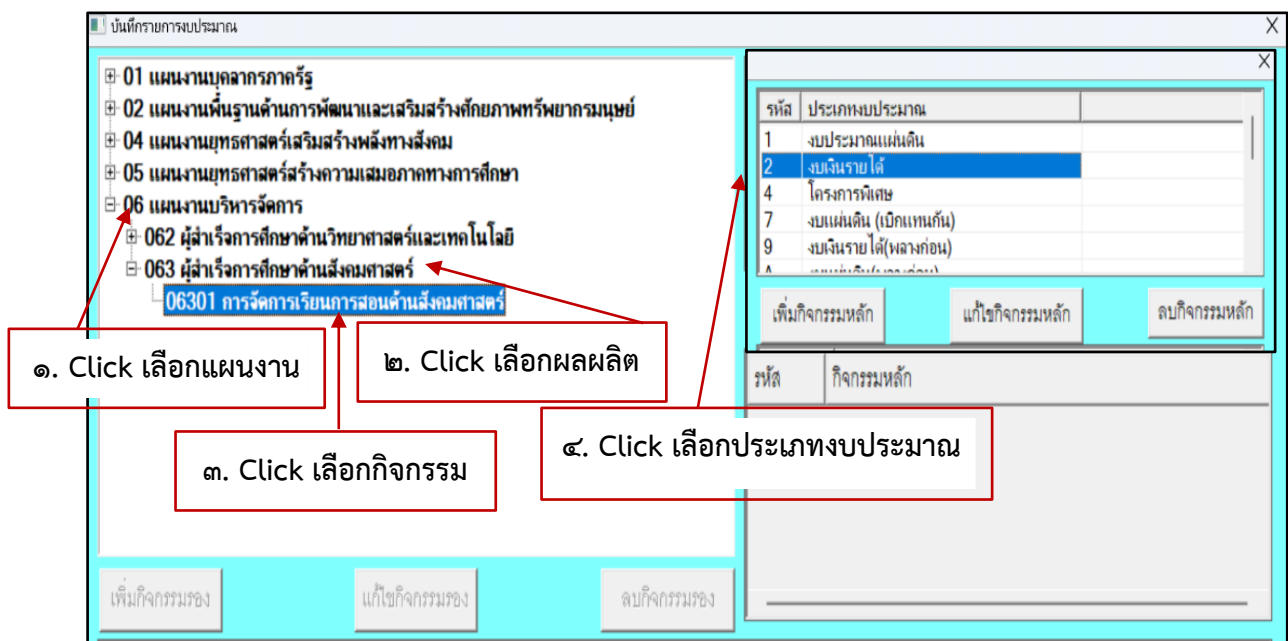 บันทึกรายการงบประมาณ
X
01 แผนงานบุคลากรภาครัฐ
02 แผนงานพื้นฐานด้านการพัฒนาและเสริมสร้างศักยภาพทรัพยากรมนุษย์
04 แผนงานยุทธศาสตร์เสริมสร้างพลังทางสังคม
05 แผนงานยุทธศาสตร์สร้างความเสมอภาคทางการศึกษา
06 แผนงานบริหารจัดการ
062 ผู้สำเร็จการศึกษาด้านวิทยาศาสตร์และเทคโนโลยี
063 ผู้สำเร็จการศึกษาด้านสังคมศาสตร์
06301 การจัดการเรียนการสอนด้านสังคมศาสตร์
๑. Click เลือกแผนงาน
๒. Click เลือกผลผลิต
๓. Click เลือกกิจกรรม
X
รหัส ประเภทงบประมาณ
1 งบประมาณแผ่นดิน
2 งบเงินรายได้
4 โครงการพิเศษ
7 งบแผ่นดิน (เบิกแทนกัน)
9 งบเงินรายได้(พลางก่อน)
เพิ่มกิจกรรมหลัก แก้ไขกิจกรรมหลัก ลบกิจกรรมหลัก
รหัส กิจกรรมหลัก
๔. Click เลือกประเภทงบประมาณ
เพิ่มกิจกรรมรอง แก้ไขกิจกรรมรอง ลบกิจกรรมรอง